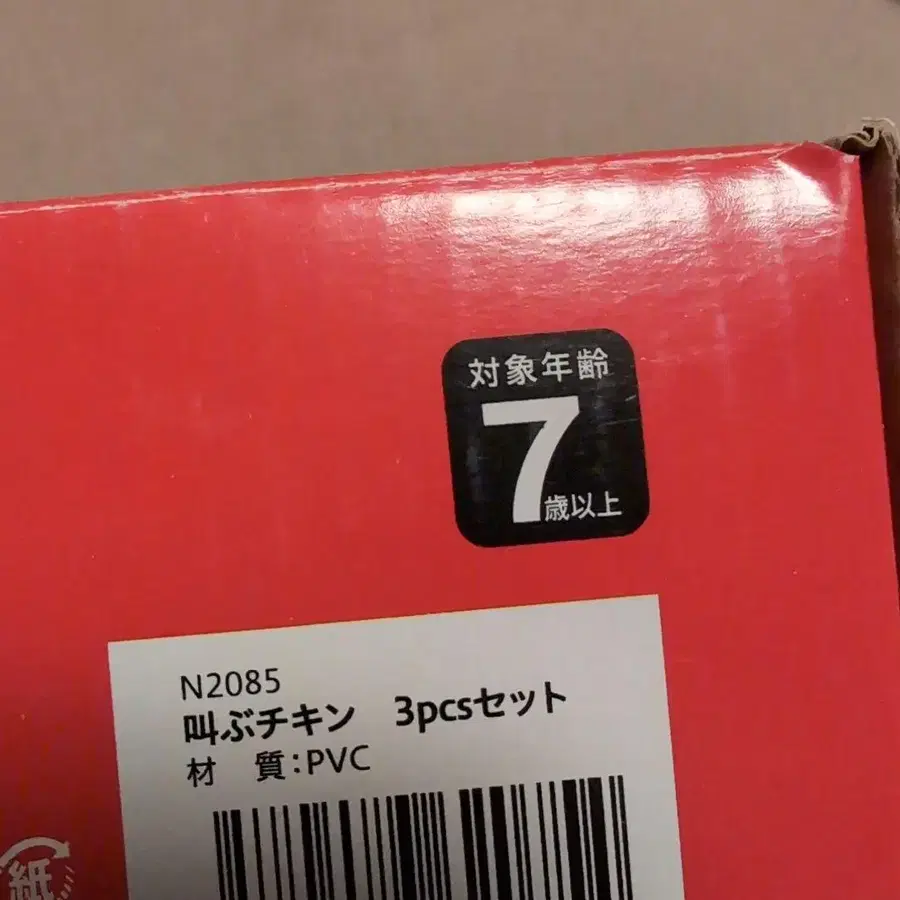 対象年齢
7歳以上
N2085
叫ぶチキン 3pcsセット
材 質:PVC
紙